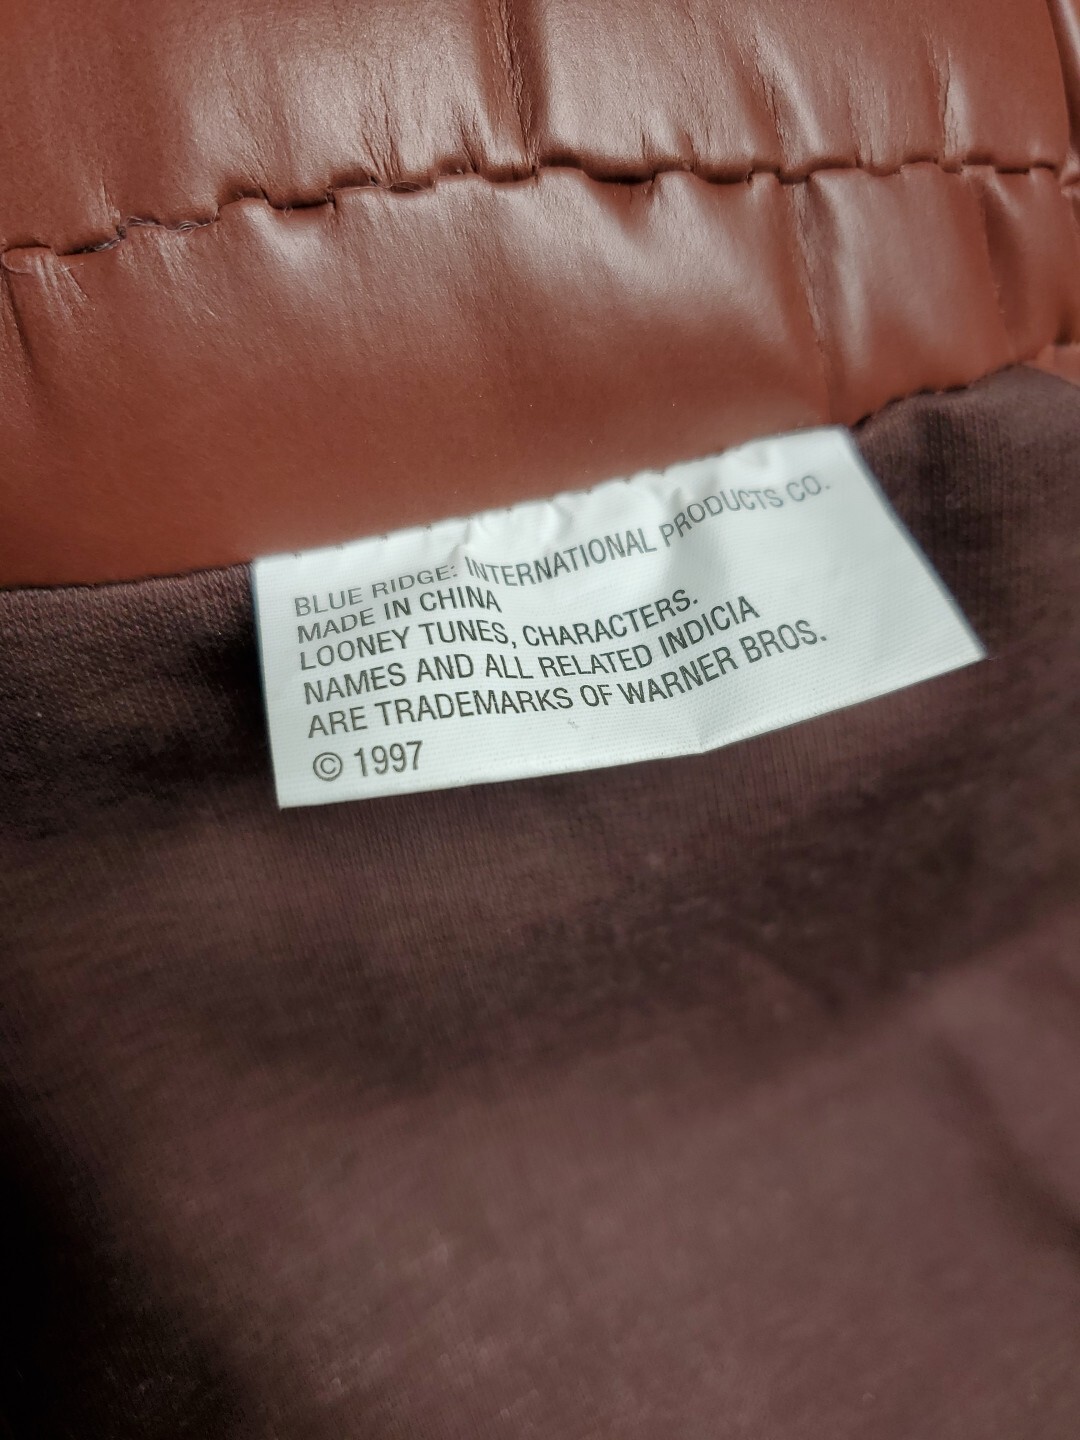 BLUE RIDGE: INTERNATIONAL PRODUCTS CO.
MADE IN CHINA
LOONEY TUNES, CHARACTERS.
NAMES AND ALL RELATED INDICIA
ARE TRADEMARKS OF WARNER BROS.
© 1997